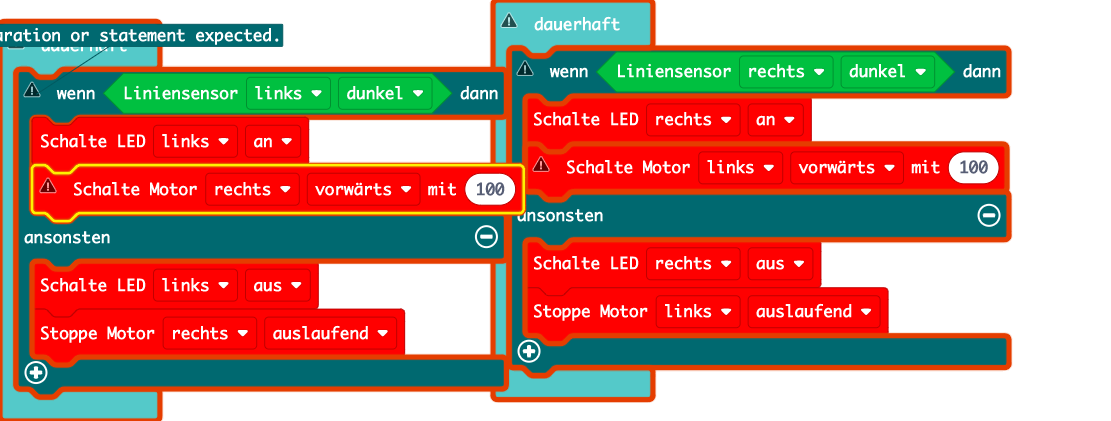 or statement expected.
dauerhaft
wenn Liniensensor links dunkel dann
Schalte LED links an
Schalte Motor rechts vorwärts mit 100
ansonsten
Schalte LED links aus
Stoppe Motor rechts auslaufend
dauerhaft
wenn Liniensensor rechts dunkel dann
Schalte LED rechts an
Schalte Motor links vorwärts mit 100
ansonsten
Schalte LED rechts aus
Stoppe Motor links auslaufend